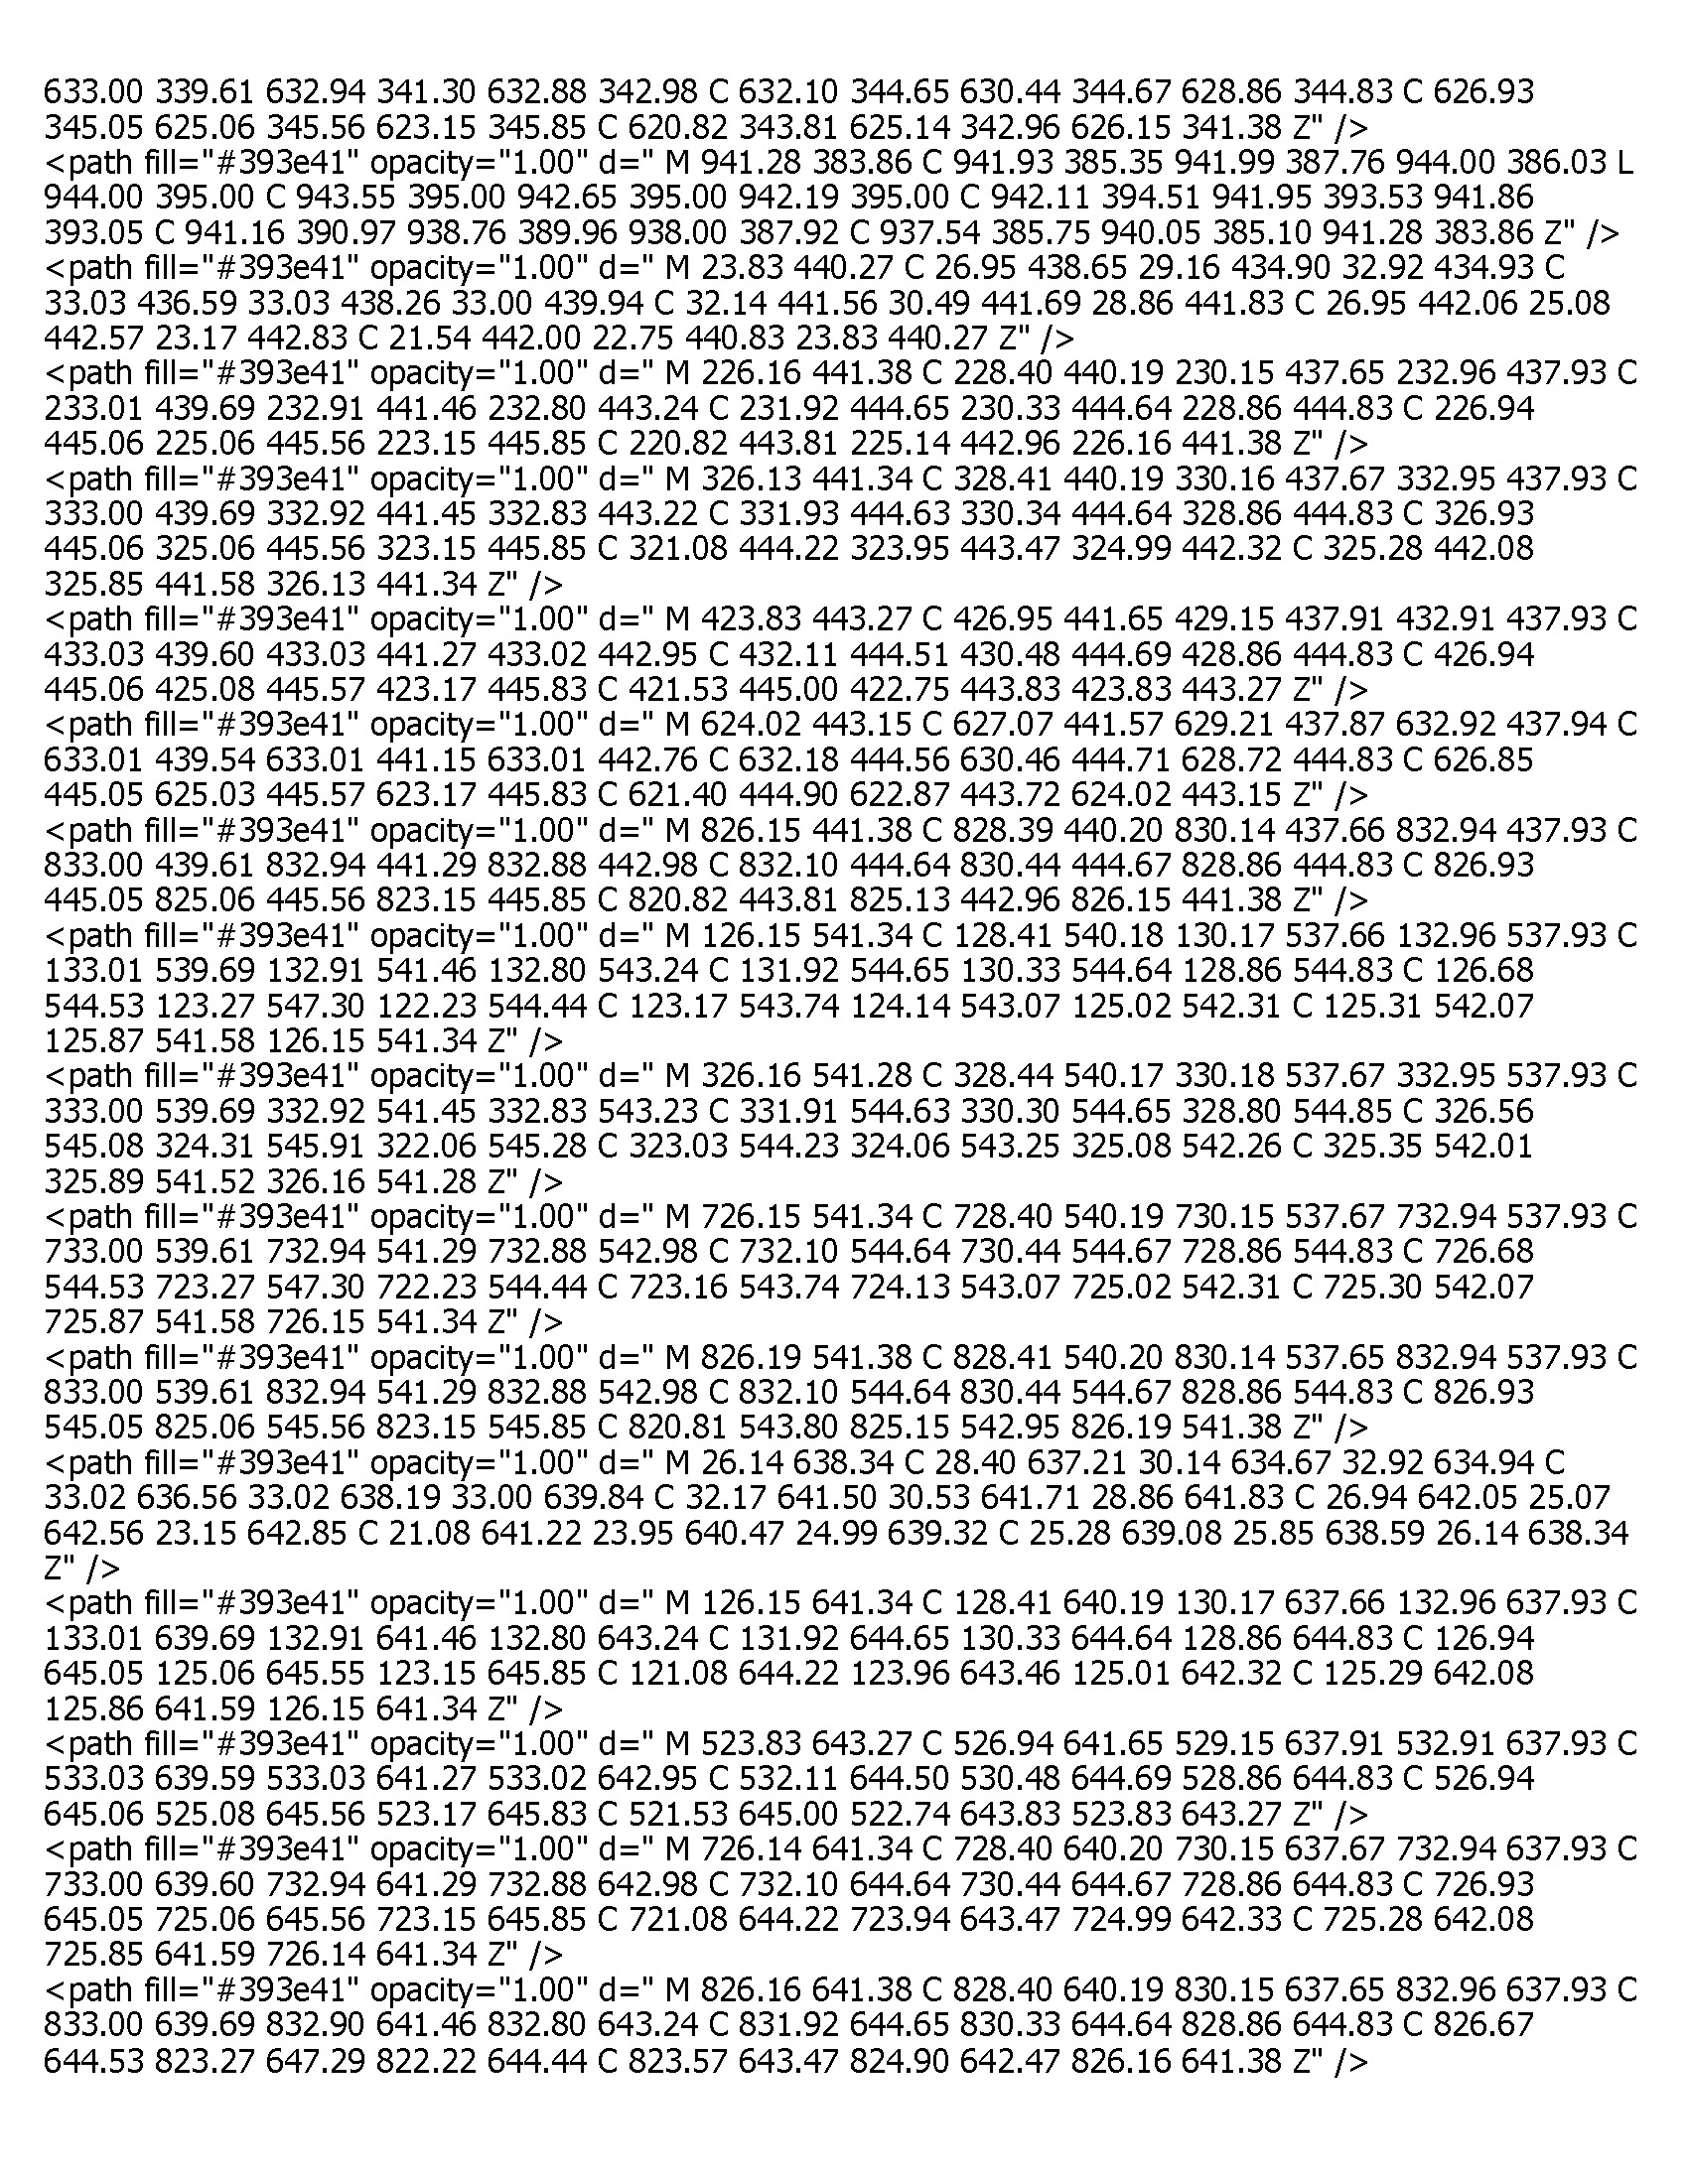 633.00 339.61 632.94 341.30 632.88 342.98 C 632.10 344.65 630.44 344.67 628.86 344.83 C 626.93
345.05 625.06 345.56 623.15 345.85 C 620.82 343.81 625.14 342.96 626.15 341.38 Z" />
<path fill="#393e41" opacity="1.00" d=" M 941.28 383.86 C 941.93 385.35 941.99 387.76 944.00 386.03 L
944.00 395.00 C 943.55 395.00 942.65 395.00 942.19 395.00 C 942.11 394.51 941.95 393.53 941.86
393.05 C 941.16 390.97 938.76 389.96 938.00 387.92 C 937.54 385.75 940.05 385.10 941.28 383.86 Z" />
<path fill="#393e41" opacity="1.00" d=" M 23.83 440.27 C 26.95 438.65 29.16 434.90 32.92 434.93 C
33.03 436.59 33.03 438.26 33.00 439.94 C 32.14 441.56 30.49 441.69 28.86 441.83 C 26.95 442.06 25.08
442.57 23.17 442.83 C 21.54 442.00 22.75 440.83 23.83 440.27 Z" />
<path fill="#393e41" opacity="1.00" d=" M 226.16 441.38 C 228.40 440.19 230.15 437.65 232.96 437.93 C
233.01 439.69 232.91 441.46 232.80 443.24 C 231.92 444.65 230.33 444.64 228.86 444.83 C 226.94
445.06 225.06 445.56 223.15 445.85 C 220.82 443.81 225.14 442.96 226.16 441.38 Z" />
<path fill="#393e41" opacity="1.00" d=" M 326.13 441.34 C 328.41 440.19 330.16 437.67 332.95 437.93 C
333.00 439.69 332.92 441.45 332.83 443.22 C 331.93 444.63 330.34 444.64 328.86 444.83 C 326.93
445.06 325.06 445.56 323.15 445.85 C 321.08 444.22 323.95 443.47 324.99 442.32 C 325.28 442.08
325.85 441.58 326.13 441.34 Z" />
<path fill="#393e41" opacity="1.00" d=" M 423.83 443.27 C 426.95 441.65 429.15 437.91 432.91 437.93 C
433.03 439.60 433.03 441.27 433.02 442.95 C 432.11 444.51 430.48 444.69 428.86 444.83 C 426.94
445.06 425.08 445.57 423.17 445.83 C 421.53 445.00 422.75 443.83 423.83 443.27 Z" />
<path fill="#393e41" opacity="1.00" d=" M 624.02 443.15 C 627.07 441.57 629.21 437.87 632.92 437.94 C
633.01 439.54 633.01 441.15 633.01 442.76 C 632.18 444.56 630.46 444.71 628.72 444.83 C 626.85
445.05 625.03 445.57 623.17 445.83 C 621.40 444.90 622.87 443.72 624.02 443.15 Z" />
<path fill="#393e41" opacity="1.00" d=" M 826.15 441.38 C 828.39 440.20 830.14 437.66 832.94 437.93 C
833.00 439.61 832.94 441.29 832.88 442.98 C 832.10 444.64 830.44 444.67 828.86 444.83 C 826.93
445.05 825.06 445.56 823.15 445.85 C 820.82 443.81 825.13 442.96 826.15 441.38 Z" />
<path fill="#393e41" opacity="1.00" d=" M 126.15 541.34 C 128.41 540.18 130.17 537.66 132.96 537.93 C
133.01 539.69 132.91 541.46 132.80 543.24 C 131.92 544.65 130.33 544.64 128.86 544.83 C 126.68
544.53 123.27 547.30 122.23 544.44 C 123.17 543.74 124.14 543.07 125.02 542.31 C 125.31 542.07
125.87 541.58 126.15 541.34 Z" />
<path fill="#393e41" opacity="1.00" d=" M 326.16 541.28 C 328.44 540.17 330.18 537.67 332.95 537.93 C
333.00 539.69 332.92 541.45 332.83 543.23 C 331.91 544.63 330.30 544.65 328.80 544.85 C 326.56
545.08 324.31 545.91 322.06 545.28 C 323.03 544.23 324.06 543.25 325.08 542.26 C 325.35 542.01
325.89 541.52 326.16 541.28 Z" />
<path fill="#393e41" opacity="1.00" d=" M 726.15 541.34 C 728.40 540.19 730.15 537.67 732.94 537.93 C
733.00 539.61 732.94 541.29 732.88 542.98 C 732.10 544.64 730.44 544.67 728.86 544.83 C 726.68
544.53 723.27 547.30 722.23 544.44 C 723.16 543.74 724.13 543.07 725.02 542.31 C 725.30 542.07
725.87 541.58 726.15 541.34 Z" />
<path fill="#393e41" opacity="1.00" d=" M 826.19 541.38 C 828.41 540.20 830.14 537.65 832.94 537.93 C
833.00 539.61 832.94 541.29 832.88 542.98 C 832.10 544.64 830.44 544.67 828.86 544.83 C 826.93
545.05 825.06 545.56 823.15 545.85 C 820.81 543.80 825.15 542.95 826.19 541.38 Z" />
<path fill="#393e41" opacity="1.00" d=" M 26.14 638.34 C 28.40 637.21 30.14 634.67 32.92 634.94 C
33.02 636.56 33.02 638.19 33.00 639.84 C 32.17 641.50 30.53 641.71 28.86 641.83 C 26.94 642.05 25.07
642.56 23.15 642.85 C 21.08 641.22 23.95 640.47 24.99 639.32 C 25.28 639.08 25.85 638.59 26.14 638.34
Z" />
<path fill="#393e41" opacity="1.00" d=" M 126.15 641.34 C 128.41 640.19 130.17 637.66 132.96 637.93 C
133.01 639.69 132.91 641.46 132.80 643.24 C 131.92 644.65 130.33 644.64 128.86 644.83 C 126.94
645.05 125.06 645.55 123.15 645.85 C 121.08 644.22 123.96 643.46 125.01 642.32 C 125.29 642.08
125.86 641.59 126.15 641.34 Z" />
<path fill="#393e41" opacity="1.00" d=" M 523.83 643.27 C 526.94 641.65 529.15 637.91 532.91 637.93 C
533.03 639.59 533.03 641.27 533.02 642.95 C 532.11 644.50 530.48 644.69 528.86 644.83 C 526.94
645.06 525.08 645.56 523.17 645.83 C 521.53 645.00 522.74 643.83 523.83 643.27 Z" />
<path fill="#393e41" opacity="1.00" d=" M 726.14 641.34 C 728.40 640.20 730.15 637.67 732.94 637.93 C
733.00 639.60 732.94 641.29 732.88 642.98 C 732.10 644.64 730.44 644.67 728.86 644.83 C 726.93
645.05 725.06 645.56 723.15 645.85 C 721.08 644.22 723.94 643.47 724.99 642.33 C 725.28 642.08
725.85 641.59 726.14 641.34 Z" />
<path fill="#393e41" opacity="1.00" d=" M 826.16 641.38 C 828.40 640.19 830.15 637.65 832.96 637.93 C
833.00 639.69 832.90 641.46 832.80 643.24 C 831.92 644.65 830.33 644.64 828.86 644.83 C 826.67
644.53 823.27 647.29 822.22 644.44 C 823.57 643.47 824.90 642.47 826.16 641.38 Z" />